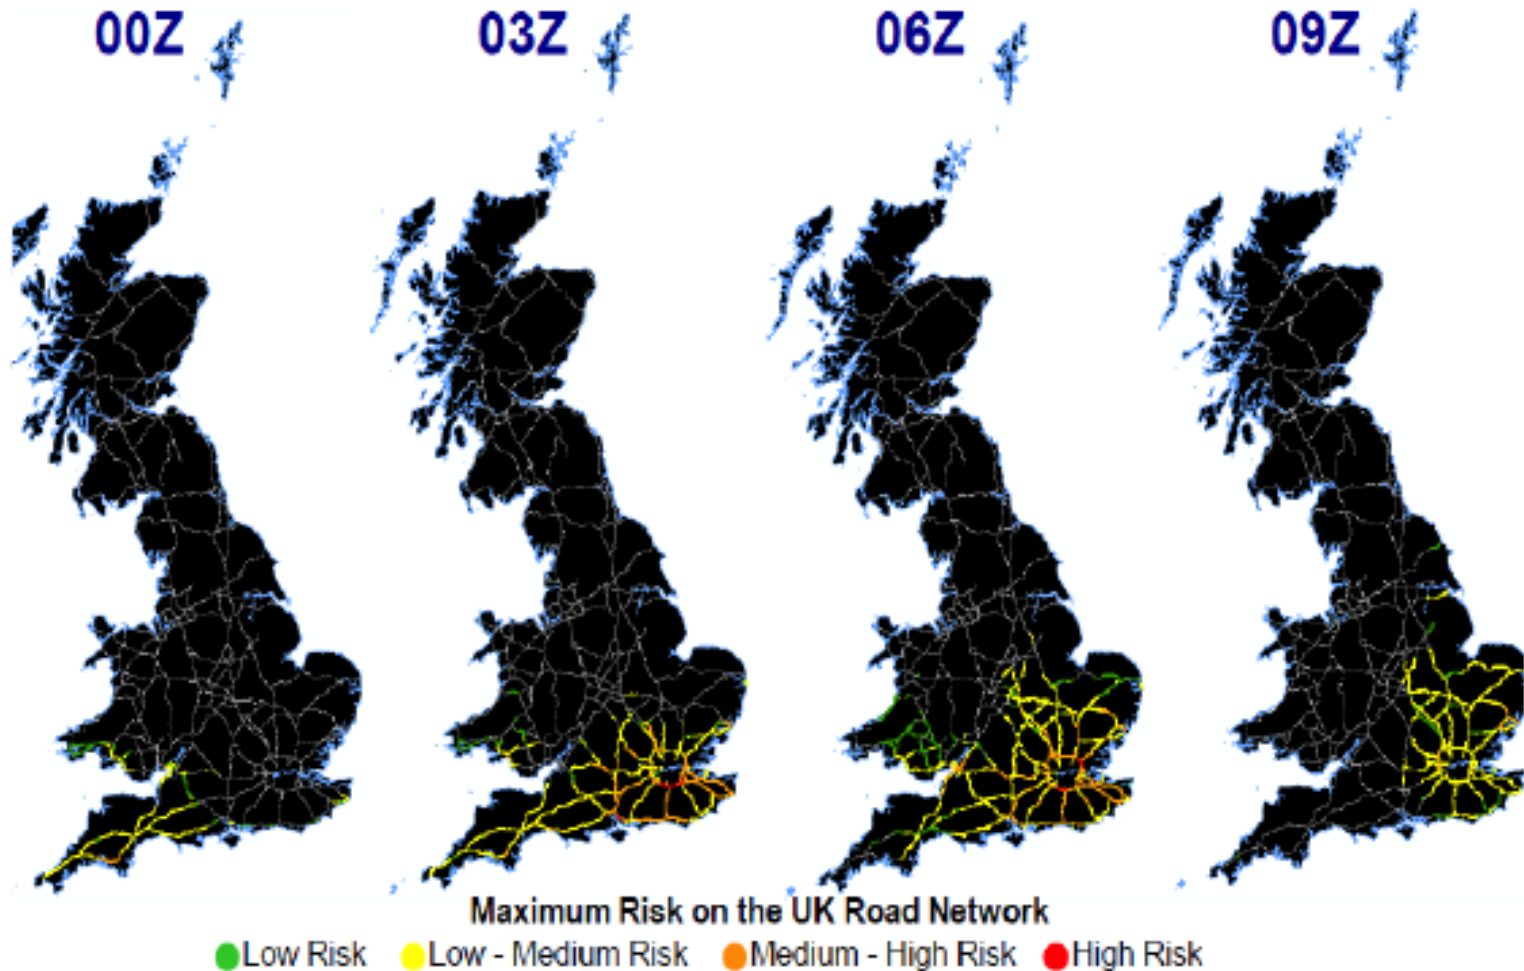 00Z 03Z 06Z 09Z
Maximum Risk on the UK Road Network
Low Risk Low - Medium Risk Medium - High Risk High Risk